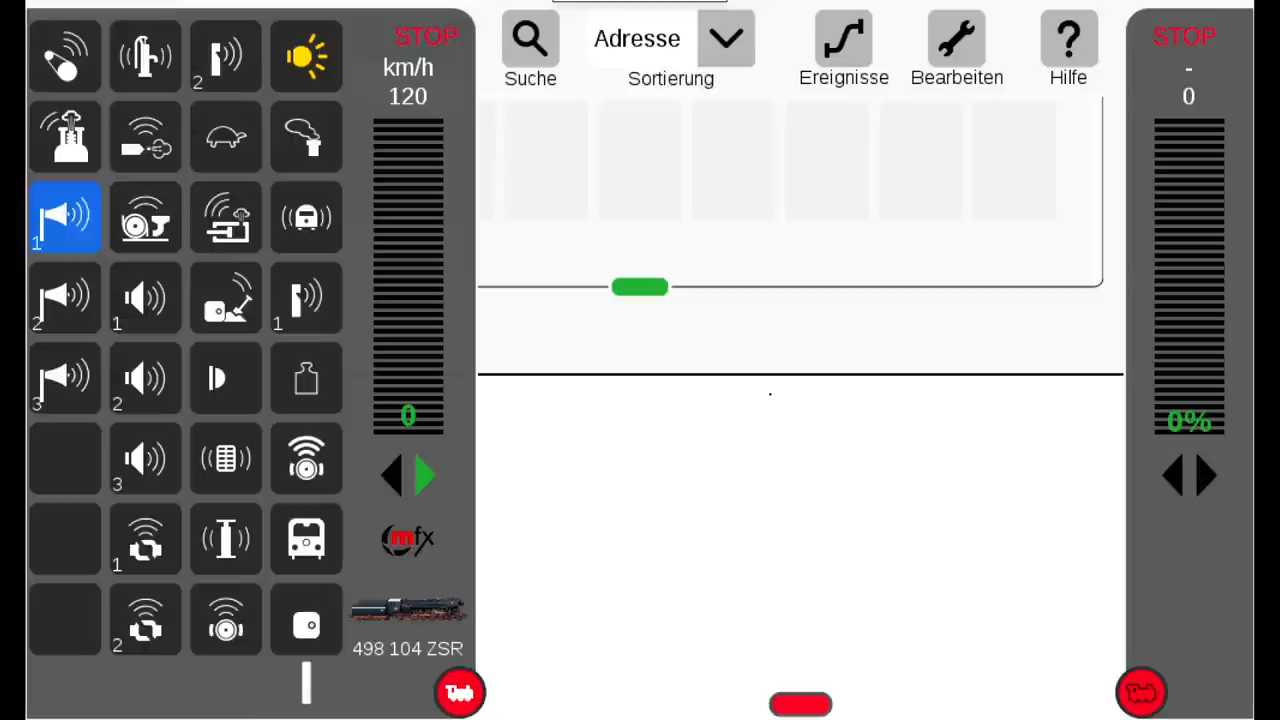 STOP
km/h
120
0
mfx
498 104 ZSR
2
1
2
1
3
2
3
1
2
1
Suche
Adresse
Sortierung
Ereignisse
Bearbeiten
?
Hilfe
STOP
-
0
0%